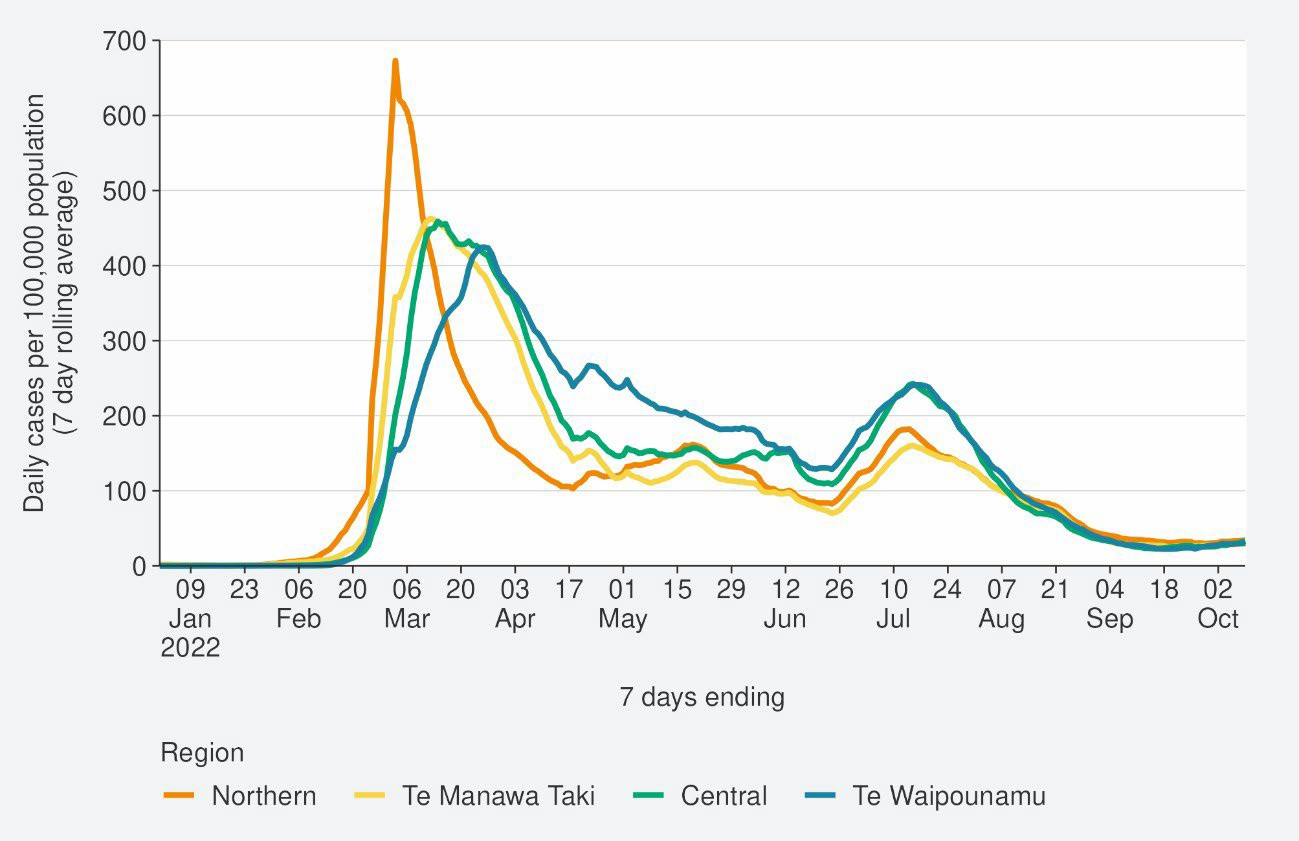 Daily cases per 100,000 population
(7 day rolling average)
700
600
500
400
300
200
100
0
09 23 06 20 06 20 03 17 01 15 29 12 26 10 24 07 21 04 18 02
Jan Feb Mar Apr May Jun Jul Aug Sep Oct
2022
7 days ending
Region
Northern Te Manawa Taki Central Te Waipounamu